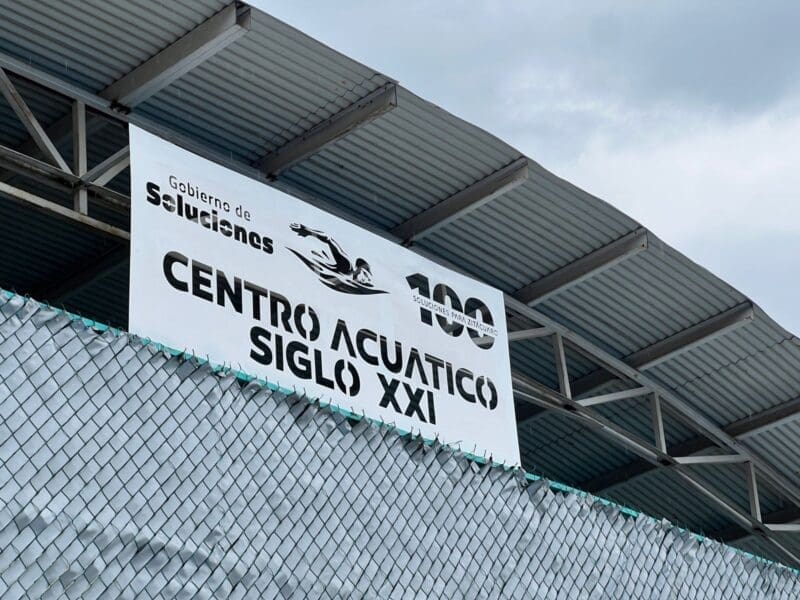 Gobierno de
Soluciones
100
SOLUCIONES PARA ZITÁCUARO
CENTRO ACUATICO
SIGLO XXI